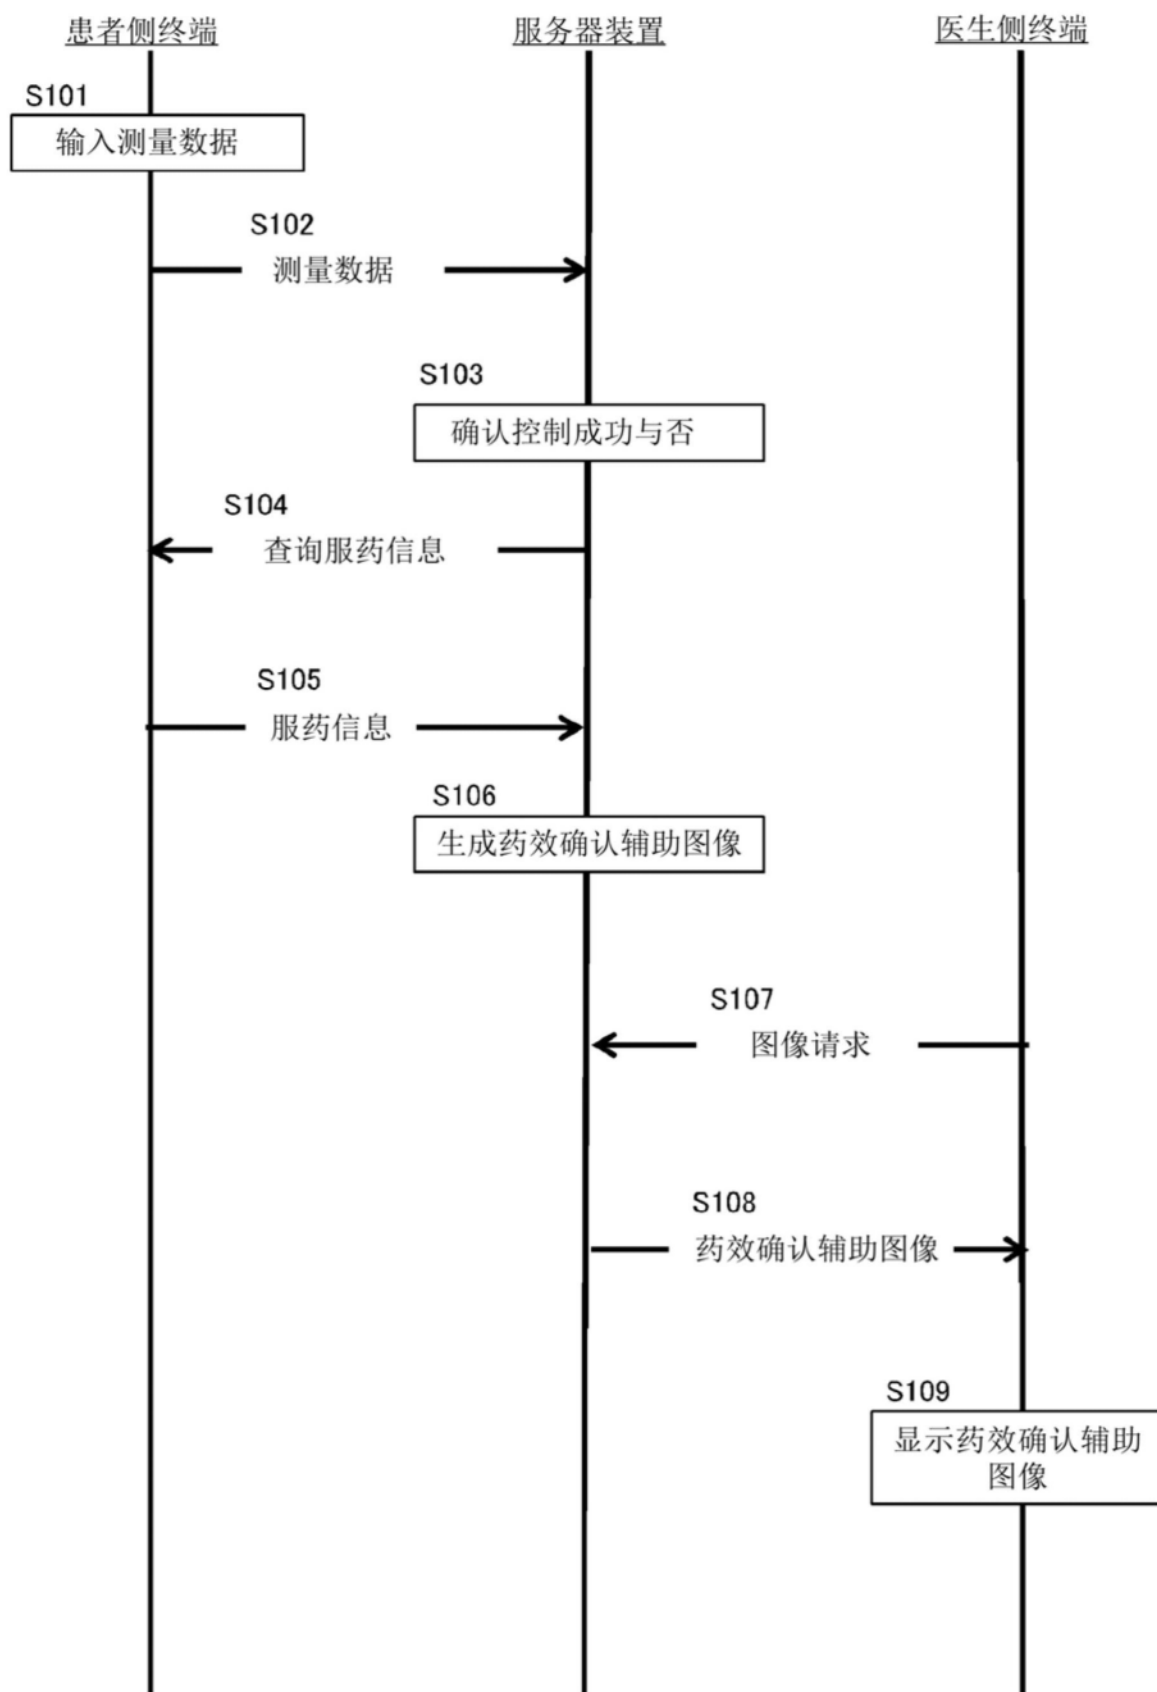 患者侧终端
服务器装置
医生侧终端
S101
输入测量数据
S102
测量数据
S103
确认控制成功与否
S104
查询服药信息
S105
服药信息
S106
生成药效确认辅助图像
S107
图像请求
S108
药效确认辅助图像
S109
显示药效确认辅助
图像